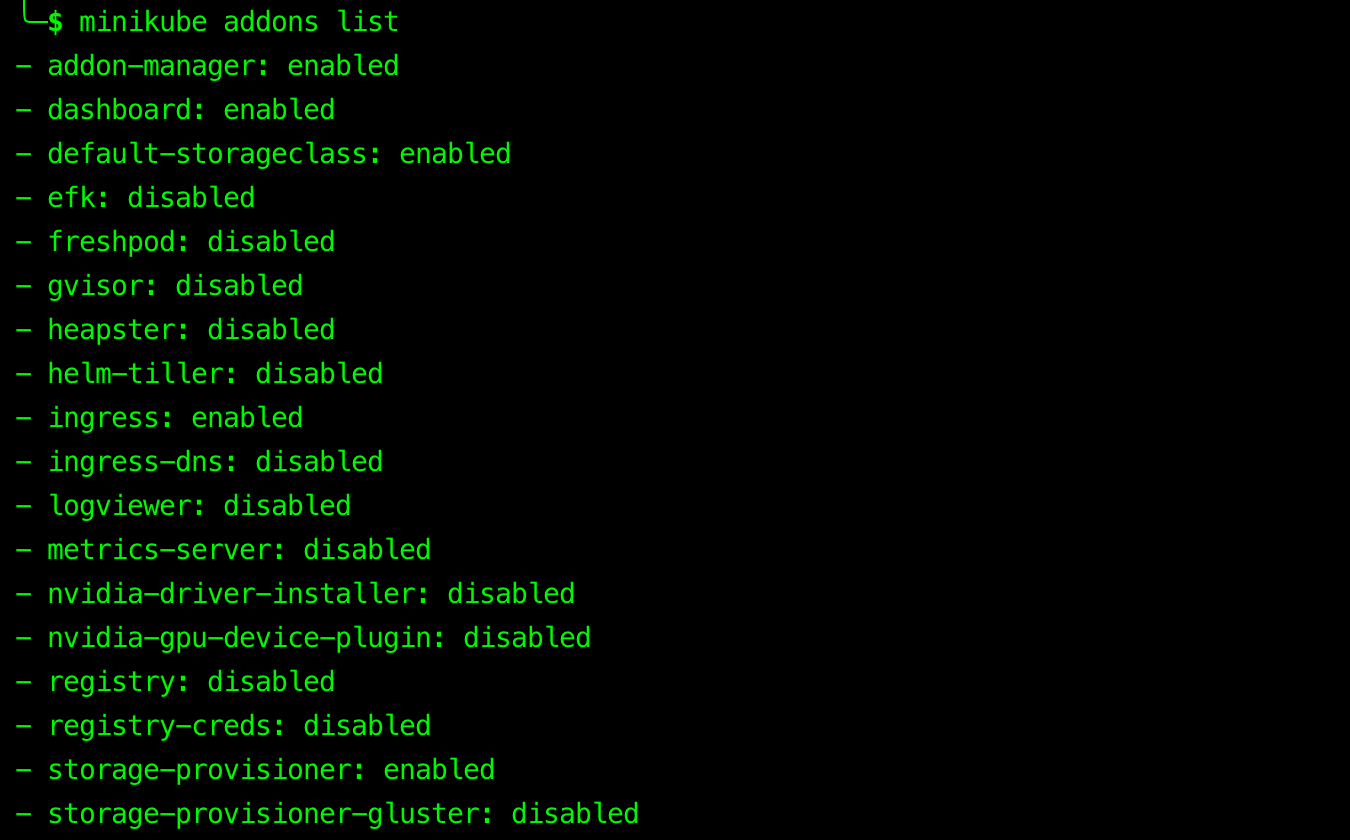 $ minikube addons list
- addon-manager: enabled
- dashboard: enabled
- default-storageclass: enabled
- efk: disabled
- freshpod: disabled
- gvisor: disabled
- heapster: disabled
- helm-tiller: disabled
- ingress: enabled
- ingress-dns: disabled
- logviewer: disabled
- metrics-server: disabled
- nvidia-driver-installer: disabled
- nvidia-gpu-device-plugin: disabled
- registry: disabled
- registry-creds: disabled
- storage-provisioner: enabled
- storage-provisioner-gluster: disabled